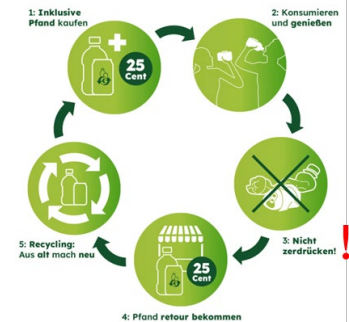 1: Inklusive
Pfand kaufen
25
Cent
2: Konsumieren
und genießen
3: Nicht
zerdrücken!
!
4: Pfand retour bekommen
25
Cent
5: Recycling:
Aus alt mach neu